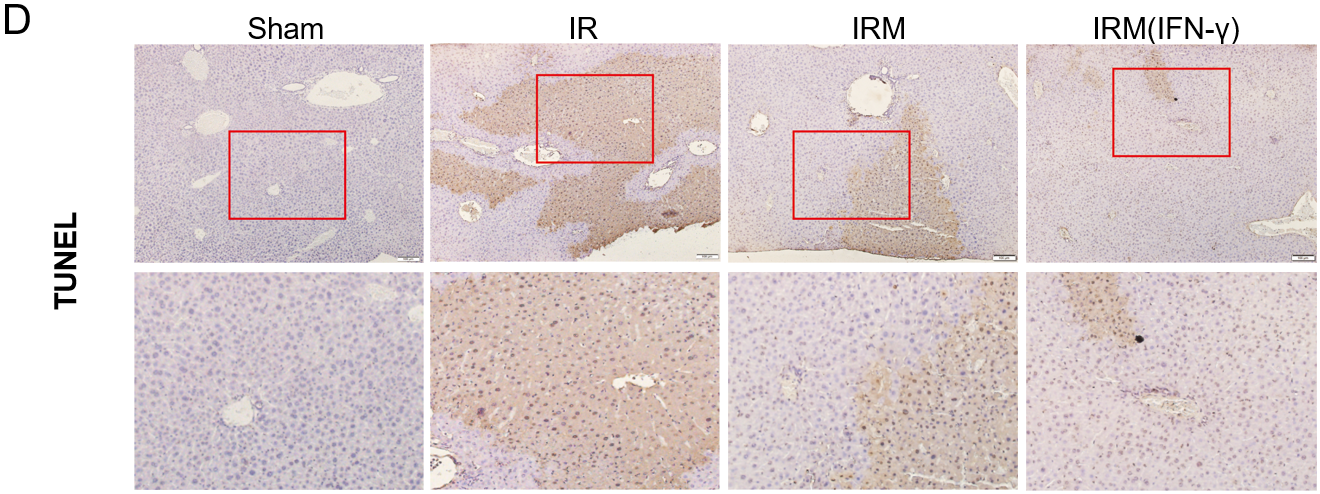 D
Sham
IR
IRM
IRM(IFN-γ)
TUNEL